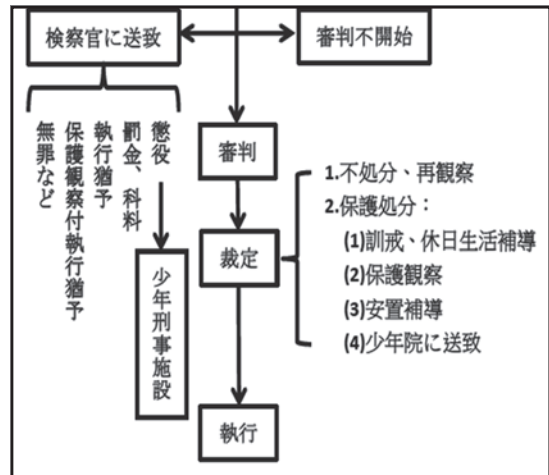 検察官に送致
審判不開始
懲役
罰金、科料
執行猶予
保護観察付執行猶予
無罪など
少年刑事施設
審判
裁定
1.不処分、再観察
2.保護処分：
(1)訓戒、休日生活補導
(2)保護観察
(3)安置補導
(4)少年院に送致
執行